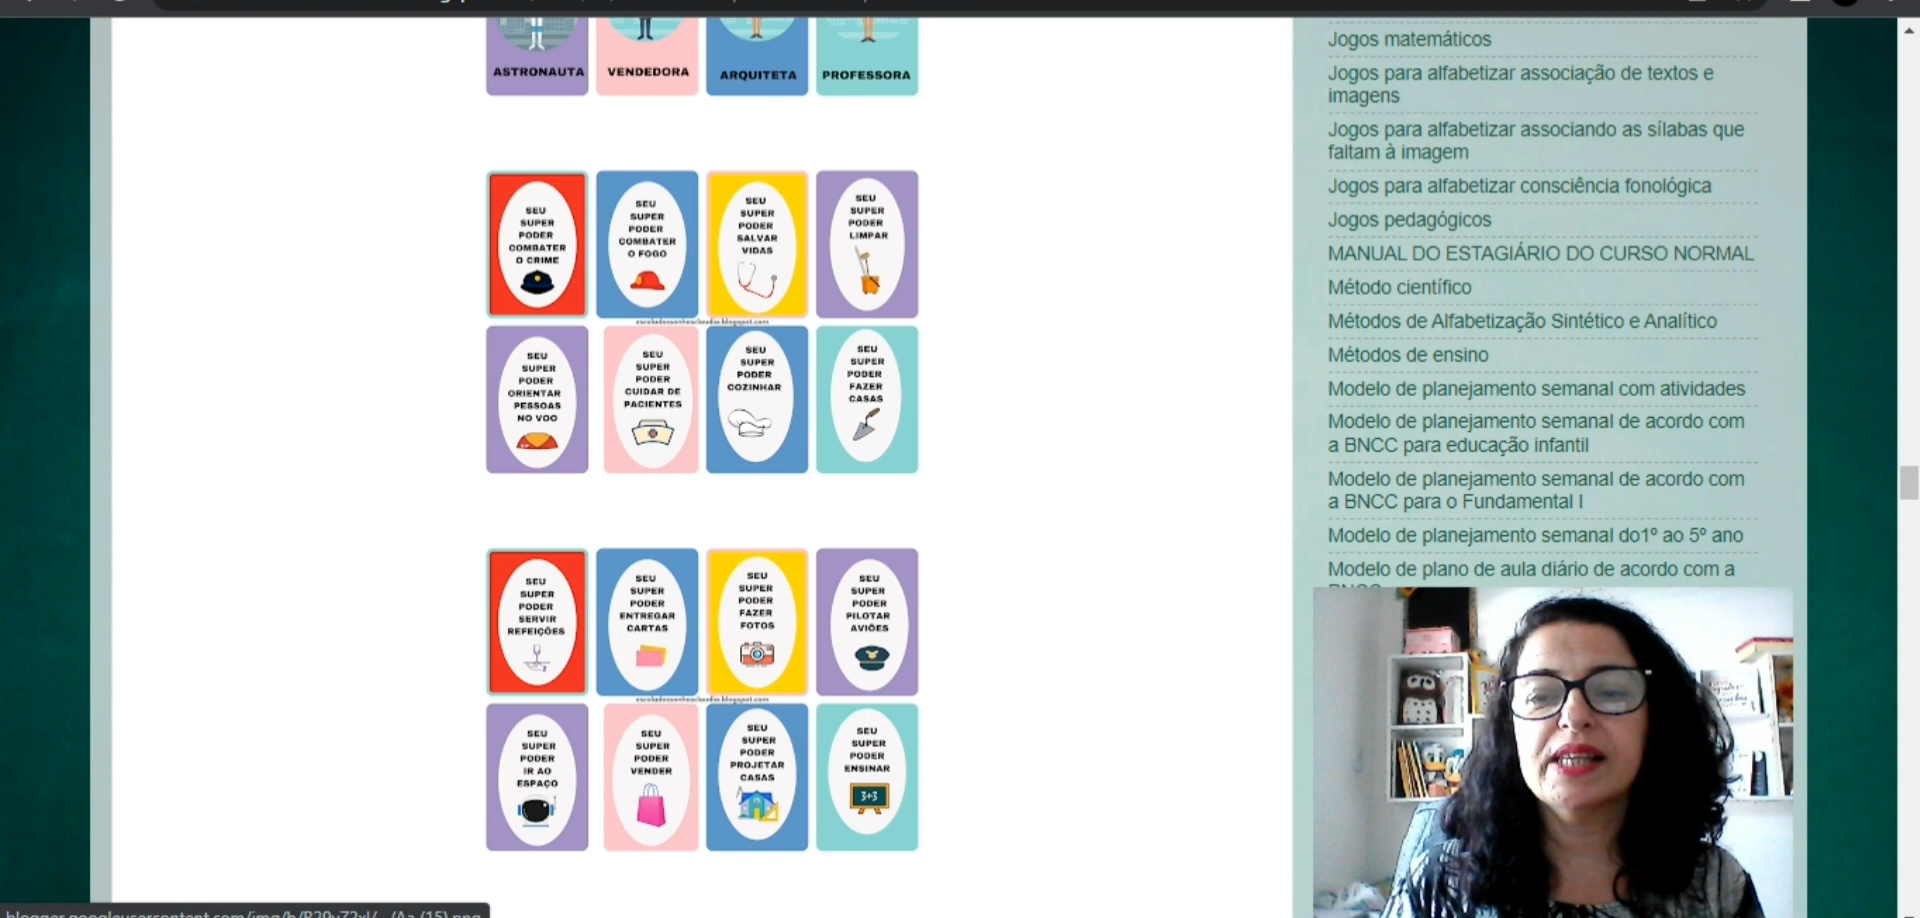 ASTRONAUTA
VENDEDORA
ARQUITETA
PROFESSORA
SEU
SUPER
PODER
COMBATER
O CRIME
SEU
SUPER
PODER
COMBATER
O FOGO
SEU
SUPER
PODER
SALVAR
VIDAS
SEU
SUPER
PODER
LIMPAR
SEU
SUPER
PODER
ORIENTAR
PESSOAS
NO VOO
SEU
SUPER
PODER
CUIDAR DE
PACIENTES
SEU
SUPER
PODER
COZINHAR
SEU
SUPER
PODER
FAZER
CASAS
SEU
SUPER
PODER
SERVIR
REFEIÇÕES
SEU
SUPER
PODER
ENTREGAR
CARTAS
SEU
SUPER
PODER
FAZER
FOTOS
SEU
SUPER
PODER
PILOTAR
AVIÕES
SEU
SUPER
PODER
IR AO
ESPAÇO
SEU
SUPER
PODER
VENDER
SEU
SUPER
PODER
PROJETAR
CASAS
SEU
SUPER
PODER
ENSINAR
3+3
Jogos matemáticos
Jogos para alfabetizar associação de textos e
imagens
Jogos para alfabetizar associando as sílabas que
faltam à imagem
Jogos para alfabetizar consciência fonológica
Jogos pedagógicos
MANUAL DO ESTAGIÁRIO DO CURSO NORMAL
Método científico
Métodos de Alfabetização Sintético e Analítico
Métodos de ensino
Modelo de planejamento semanal com atividades
Modelo de planejamento semanal de acordo com
a BNCC para educação infantil
Modelo de planejamento semanal de acordo com
a BNCC para o Fundamental I
Modelo de planejamento semanal do1º ao 5º ano
Modelo de plano de aula diário de acordo com a